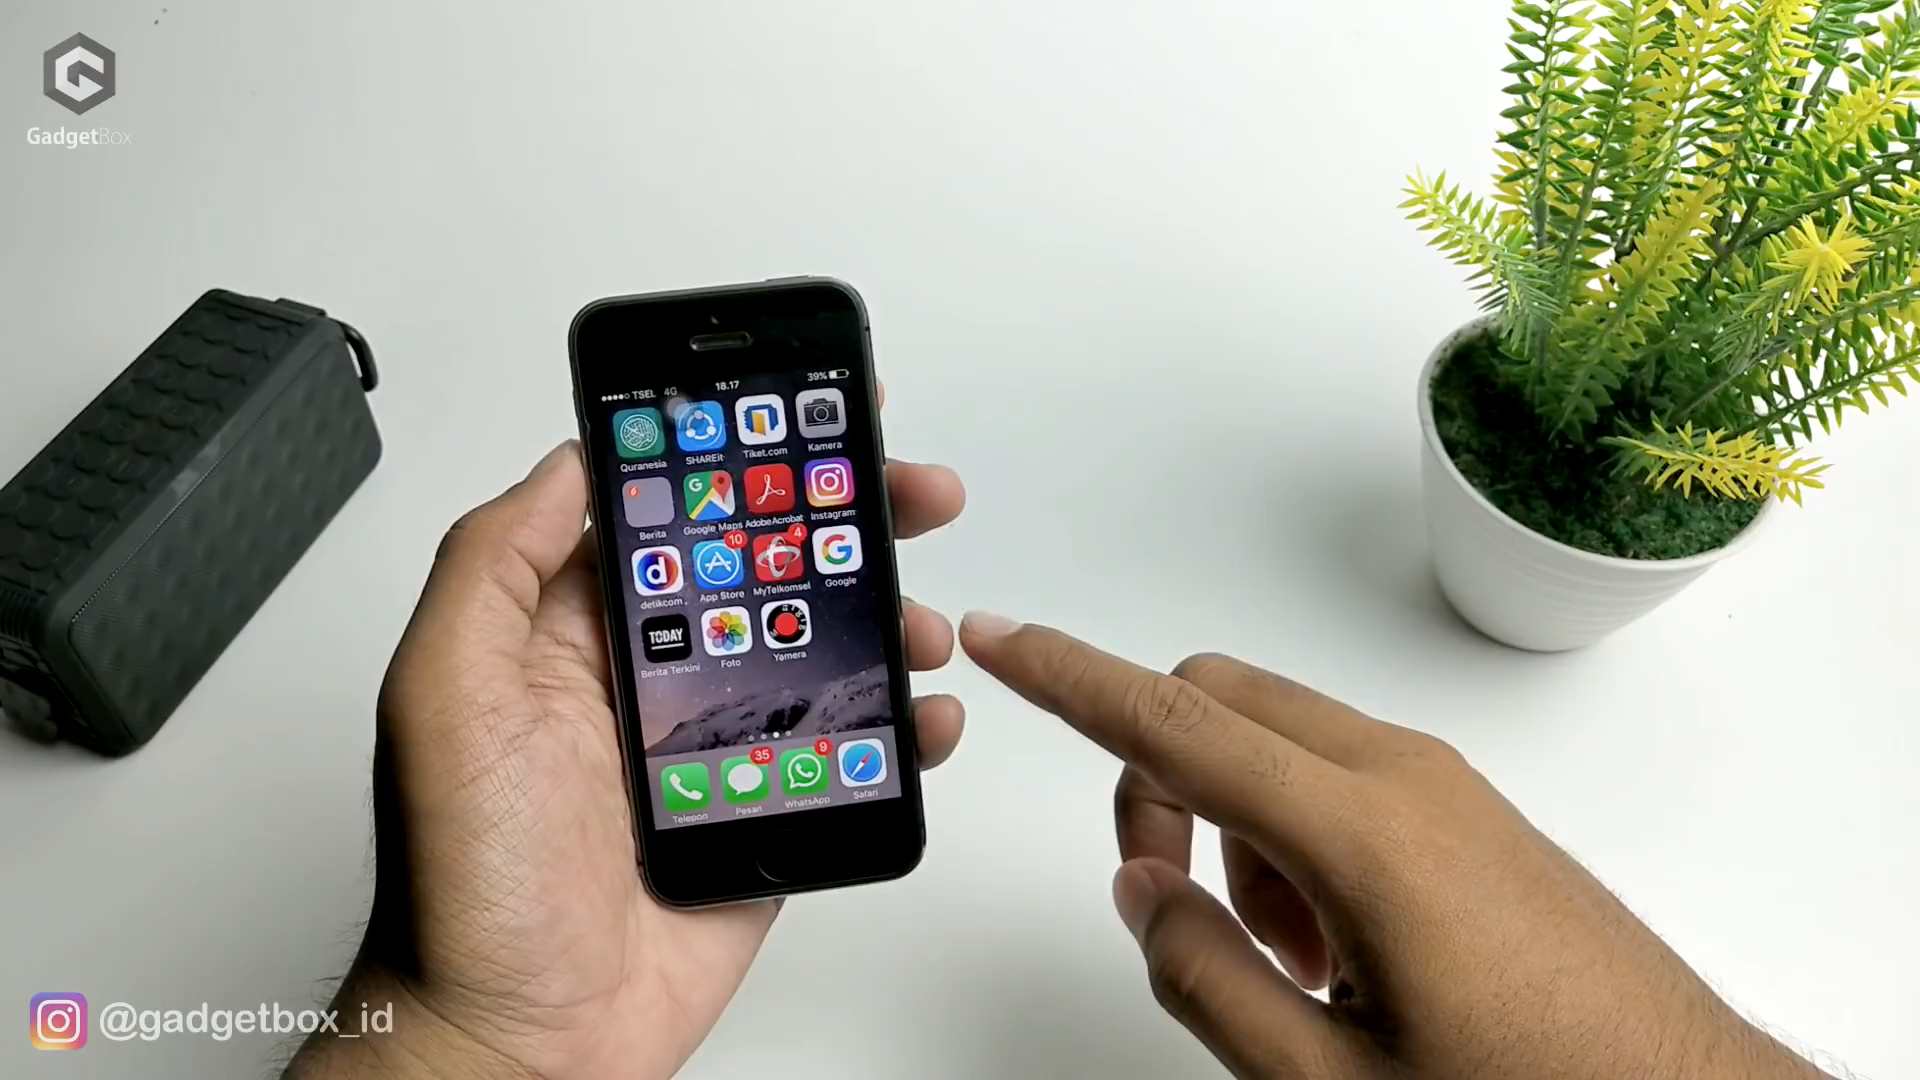 GadgetBox
TSEL 4G 18.17 39%
Quranesia SHAREit Tiket.com Kamera
Berita Google Maps Adobe Acrobat Instagram
10 4
detikcom App Store MyTelkomsel Google
TODAY
Berita Terkini Foto Yamera
35 9
Telepon Pesan WhatsApp Safari
@gadgetbox_id